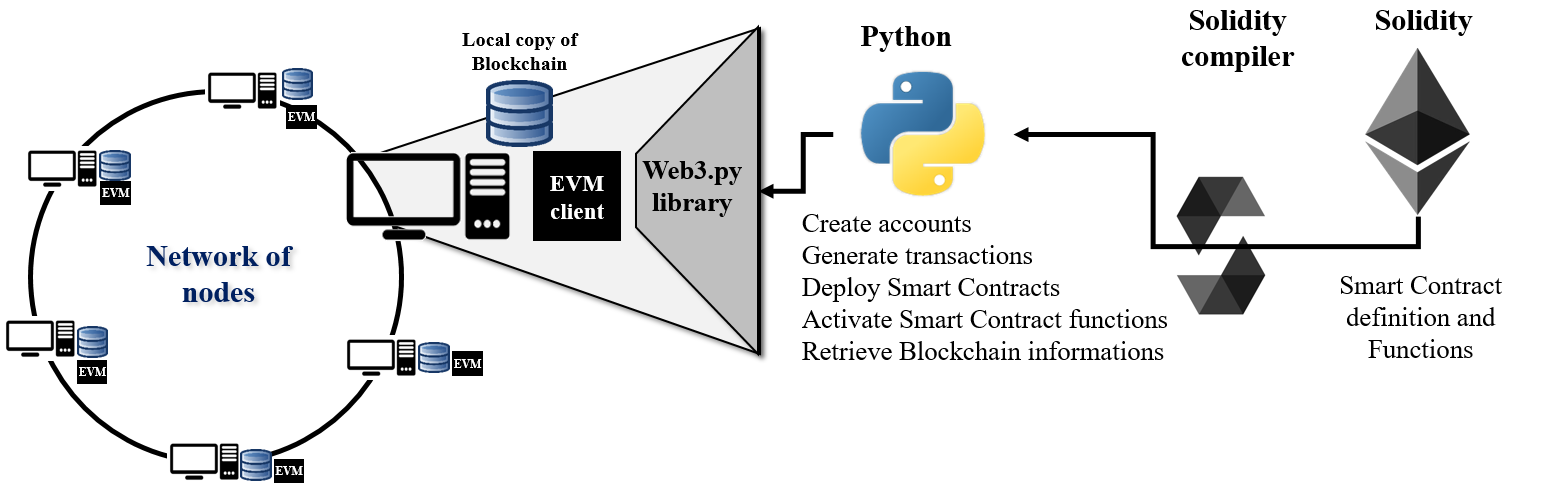 Local copy of
Blockchain
EVM
EVM
Network of
nodes
EVM
EVM
EVM
EVM
client
Web3.py
library
Python
Create accounts
Generate transactions
Deploy Smart Contracts
Activate Smart Contract functions
Retrieve Blockchain informations
Solidity
compiler
Solidity
Smart Contract
definition and
Functions